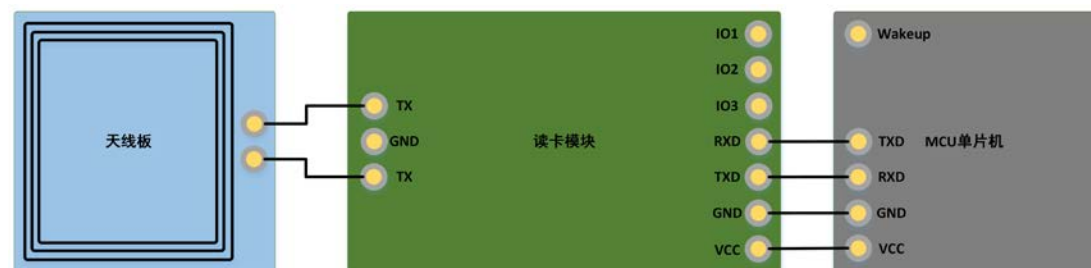 IO1
Wakeup
IO2
TX
IO3
天线板
GND
读卡模块
RXD
TXD
MCU单片机
TX
TXD
RXD
GND
GND
VCC
VCC